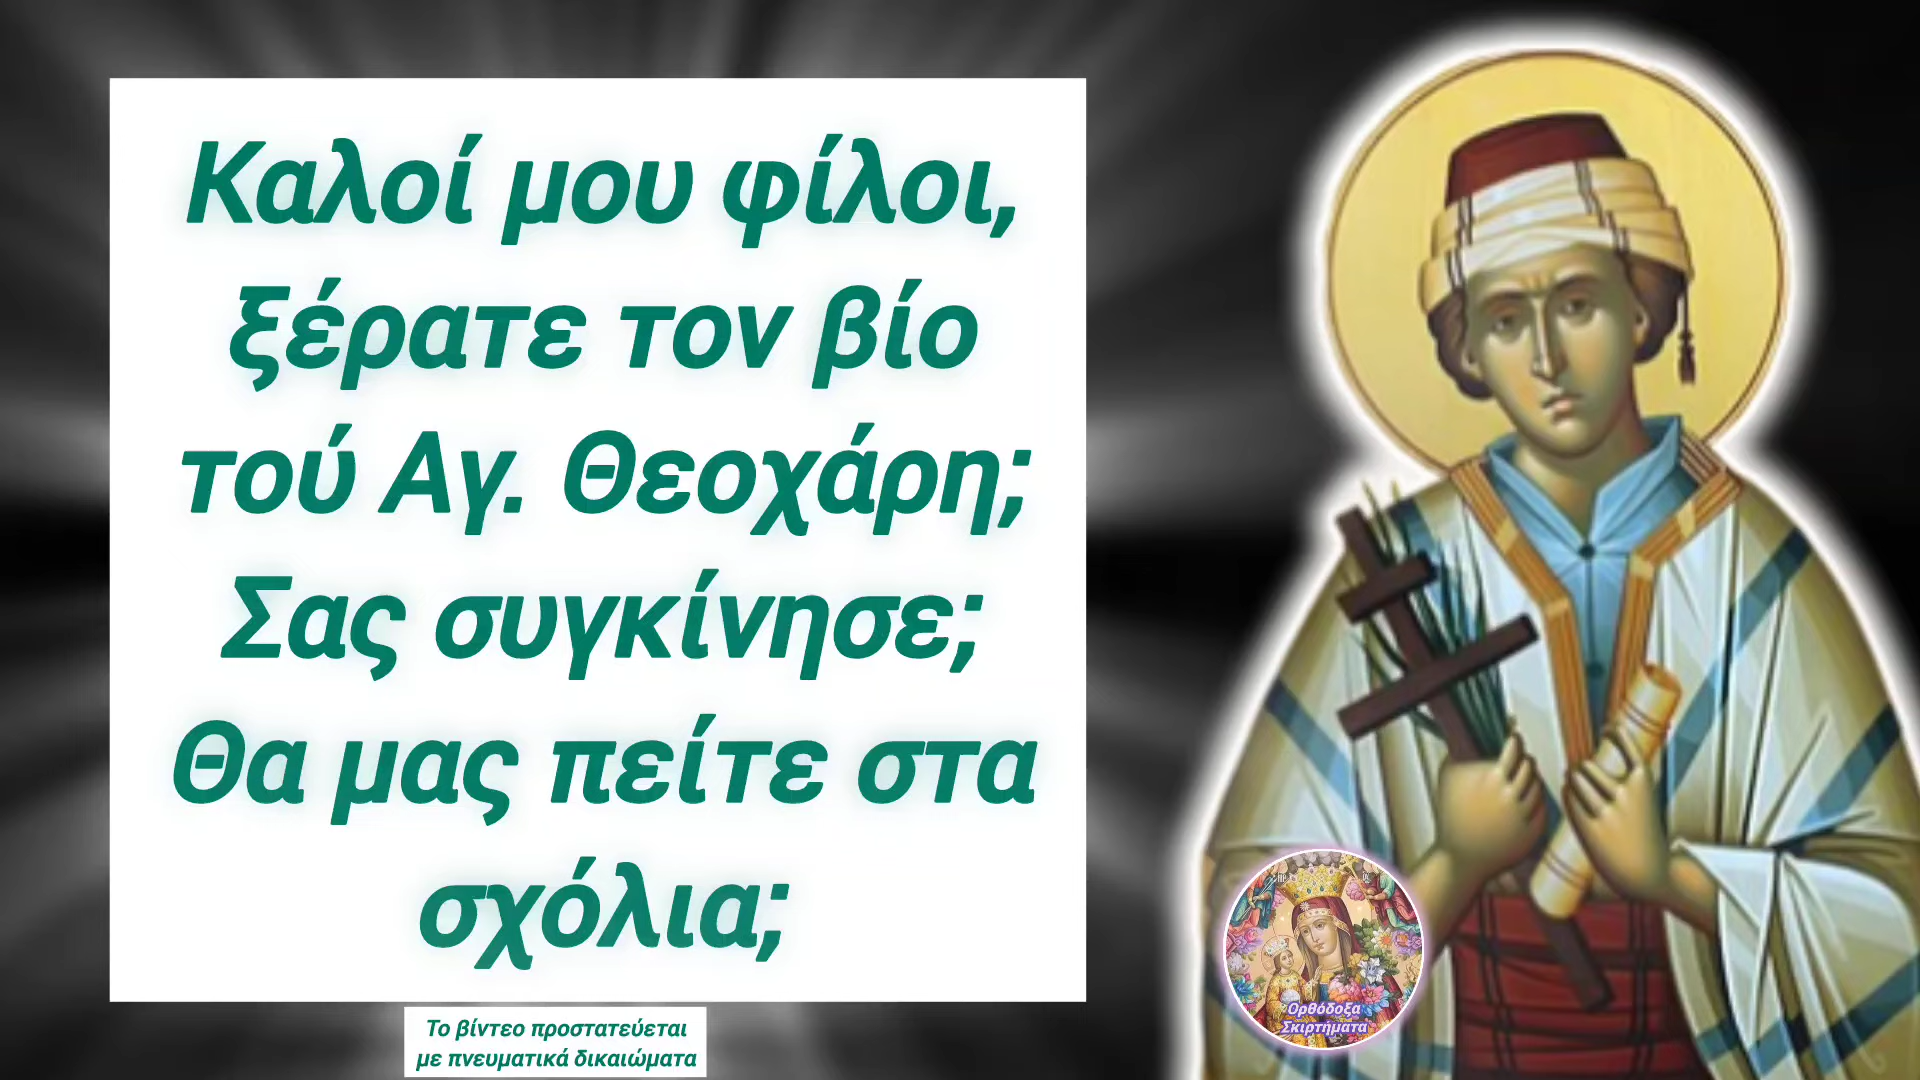 Καλοί μου φίλοι,
ξέρατε τον βίο
τού Αγ. Θεοχάρη;
Σας συγκίνησε;
Θα μας πείτε στα
σχόλια;
Το βίντεο προστατεύεται
με πνευματικά δικαιώματα
Ορθόδοξα
Σκιρτήματα